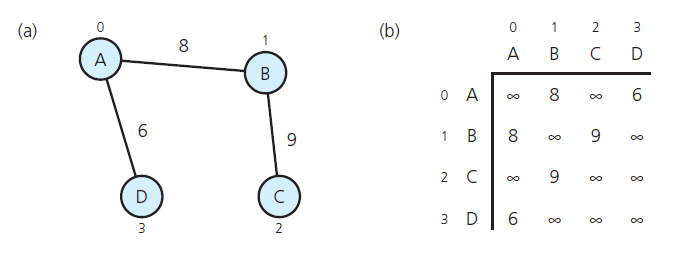 (a)
0
A
8
1
B
6
9
D
3
C
2
(b)
0 1 2 3
A B C D
0 A ∞ 8 ∞ 6
1 B 8 ∞ 9 ∞
2 C ∞ 9 ∞ ∞
3 D 6 ∞ ∞ ∞